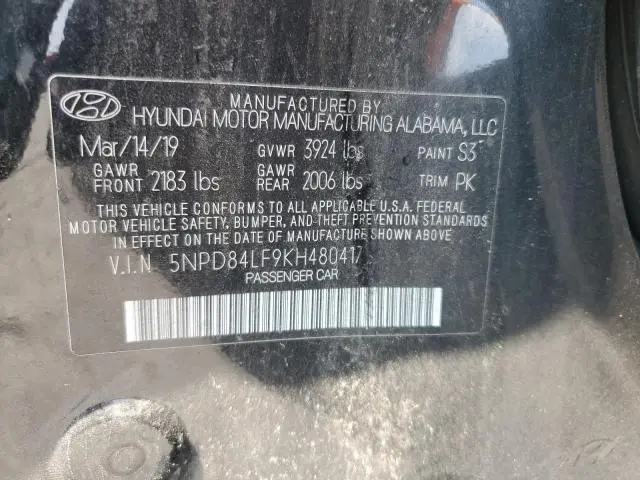 MANUFACTURED BY
HYUNDAI MOTOR MANUFACTURING ALABAMA, LLC
Mar/14/19 GVWR 3924 lbs PAINT S3
GAWR FRONT 2183 lbs GAWR REAR 2006 lbs TRIM PK
THIS VEHICLE CONFORMS TO ALL APPLICABLE U.S.A. FEDERAL
MOTOR VEHICLE SAFETY, BUMPER, AND THEFT PREVENTION STANDARDS
IN EFFECT ON THE DATE OF MANUFACTURE SHOWN ABOVE.
V.I.N
PASSENGER CAR